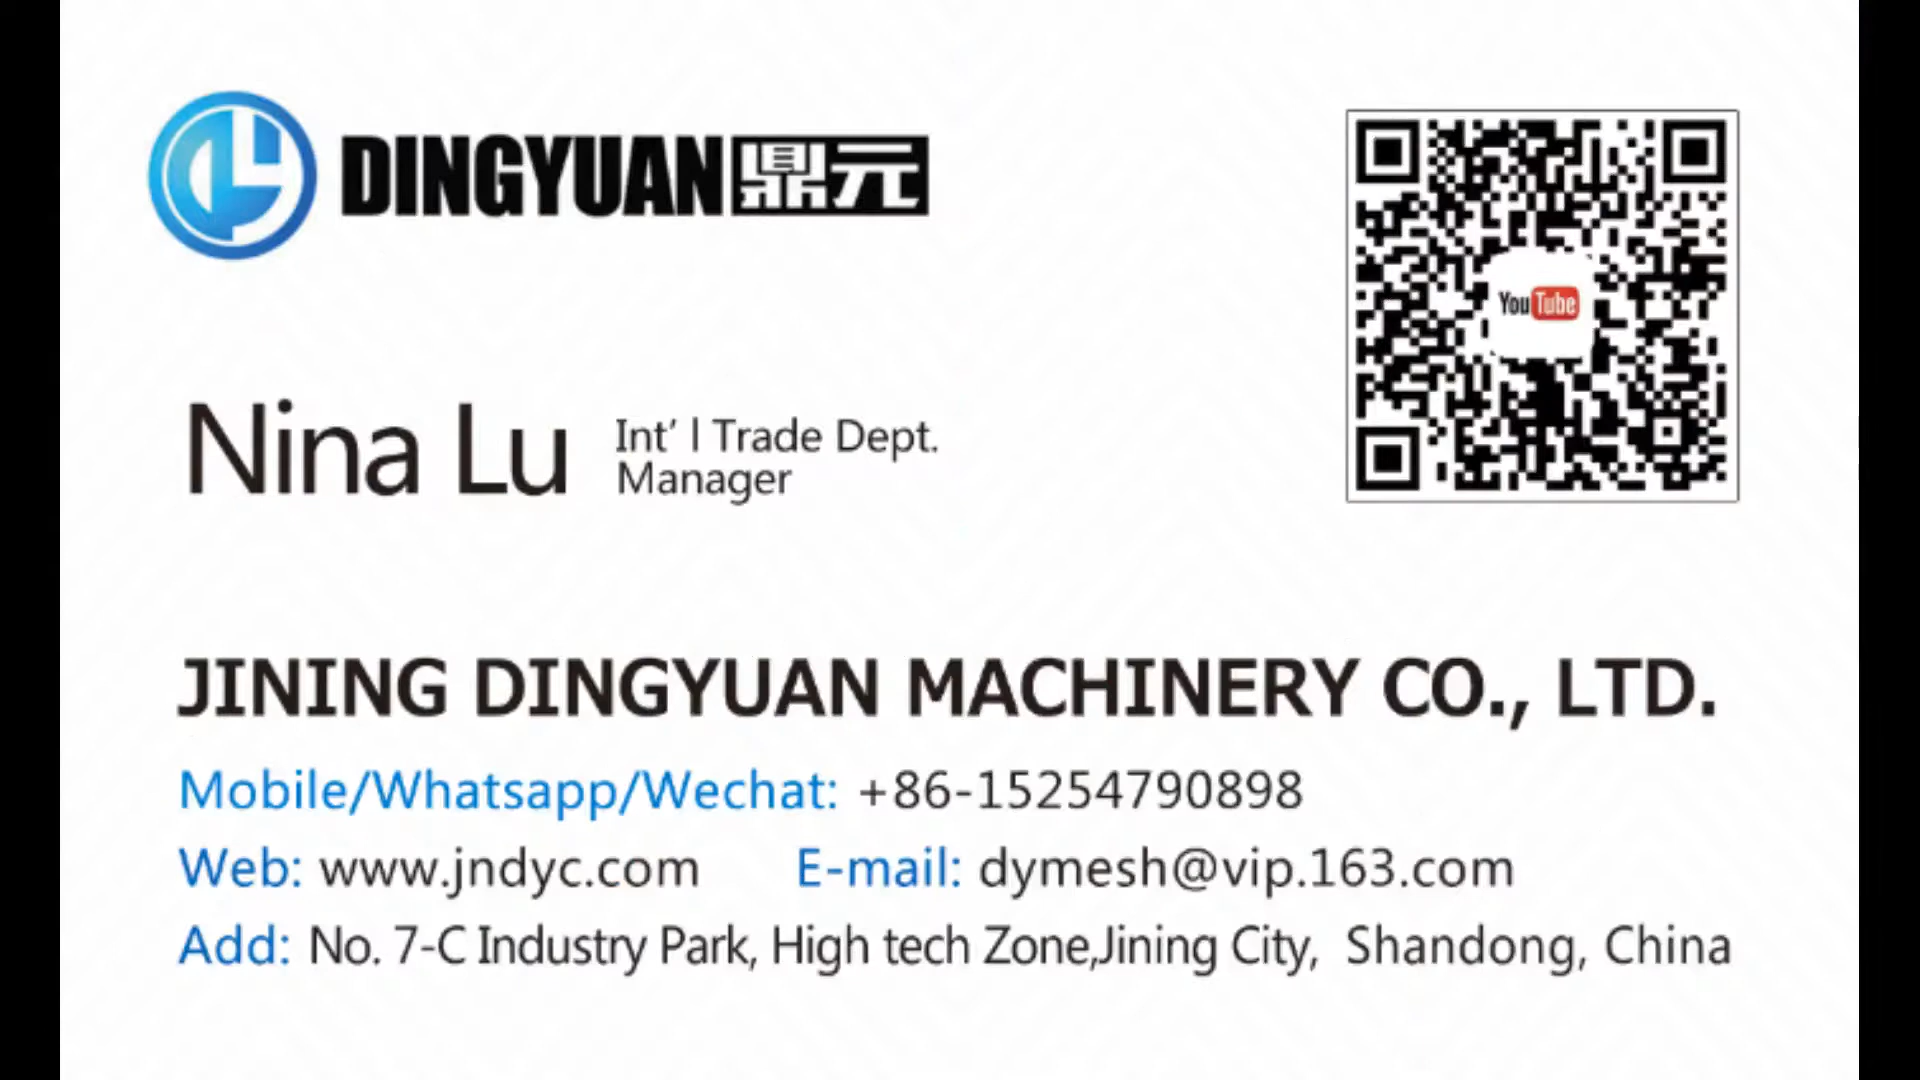 DINGYUAN鼎元
YouTube
Nina Lu
Int' l Trade Dept.
Manager
JINING DINGYUAN MACHINERY CO., LTD.
Mobile/Whatsapp/Wechat: +86-15254790898
Web: www.jndyc.com E-mail: dymesh@vip.163.com
Add: No. 7-C Industry Park, High tech Zone,Jining City, Shandong, China